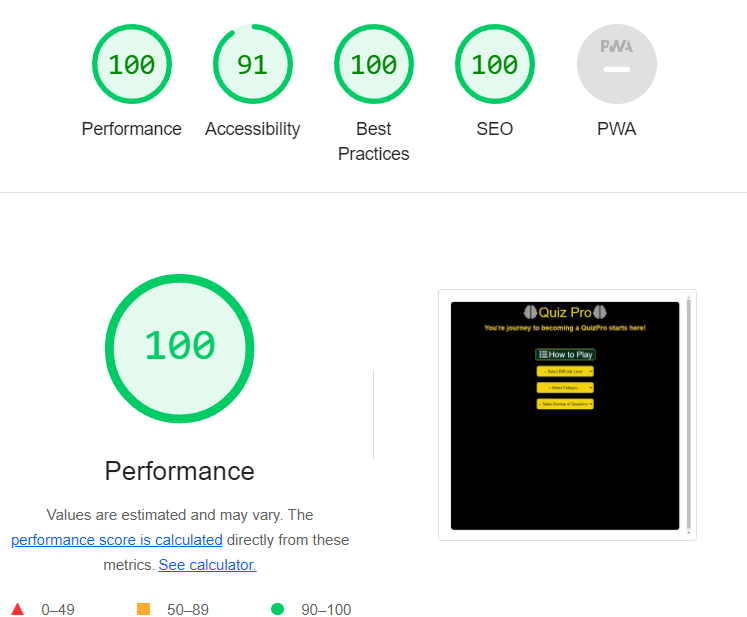 100
91
100
100
PWA
Performance
Accessibility
Best
Practices
SEO
PWA
100
Performance
Values are estimated and may vary. The
performance score is calculated directly from these
metrics. See calculator.
0–49
50–89
90–100
Quiz Pro
You're journey to becoming a QuizPro starts here!
How to Play
-- Select Difficulty Level --
-- Select Category --
-- Select Number of Questions --